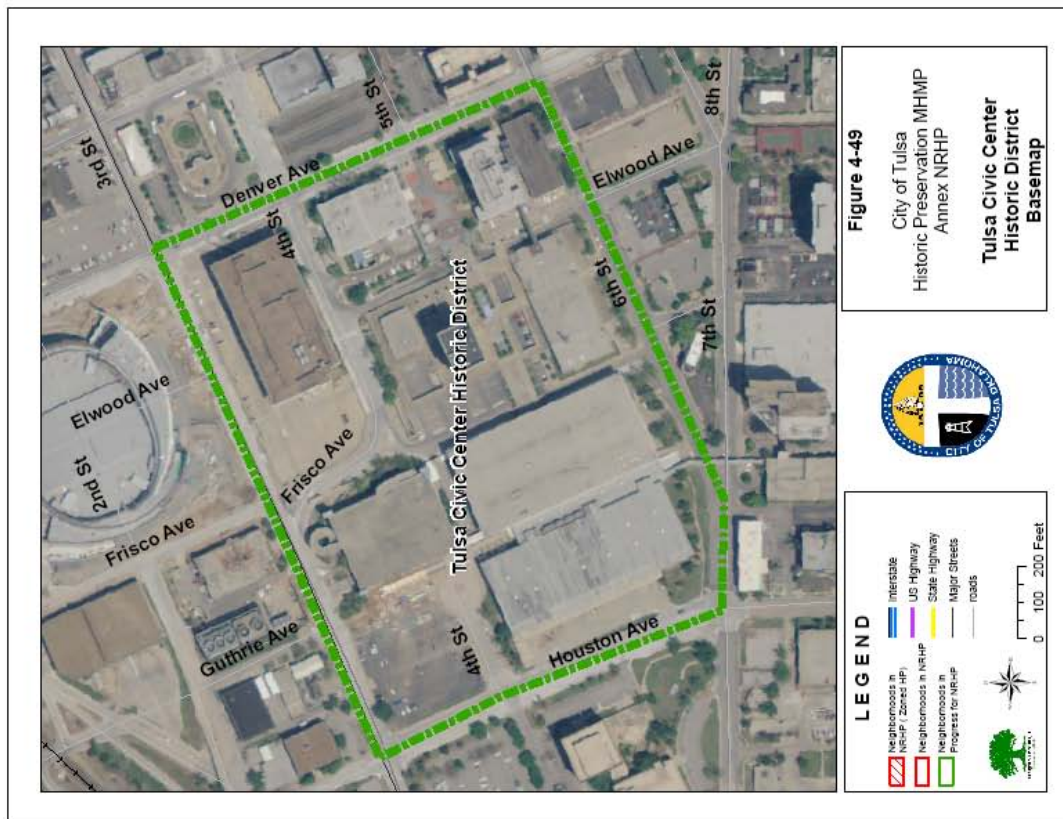 2nd St
Elwood Ave
3rd St
Frisco Ave
Guthrie Ave
Denver Ave
Frisco Ave
4th St
5th St
Tulsa Civic Center Historic District
4th St
Houston Ave
6th St
Elwood Ave
7th St
8th St
LEGEND
Neighborhoods in
NRHP ( Zoned HP)
Neighborhoods in NRHP
Neighborhoods in
Progress for NRHP
Interstate
US Highway
State Highway
Major Streets
roads
0 100 200 Feet
CITY OF TULSA OKLAHOMA
Figure 4-49
City of Tulsa
Historic Preservation MHMP
Annex NRHP
Tulsa Civic Center
Historic District
Basemap